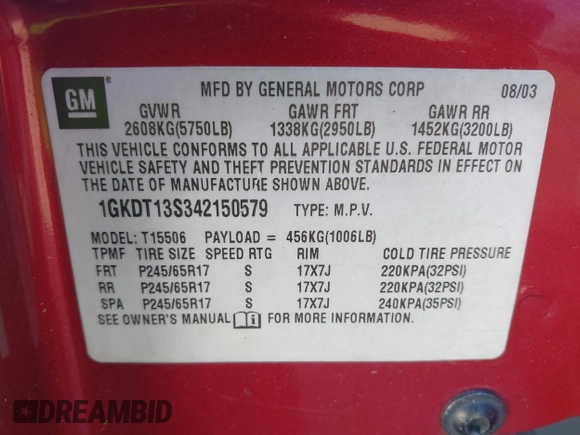 GM
MFD BY GENERAL MOTORS CORP 08/03
GVWR GAWR FRT GAWR RR
2608KG(5750LB) 1338KG(2950LB) 1452KG(3200LB)
THIS VEHICLE CONFORMS TO ALL APPLICABLE U.S. FEDERAL MOTOR
VEHICLE SAFETY AND THEFT PREVENTION STANDARDS IN EFFECT ON
THE DATE OF MANUFACTURE SHOWN ABOVE.
1GKDT13S342150579 TYPE: M.P.V.
MODEL: T15506 PAYLOAD = 456KG(1006LB)
TPMF TIRE SIZE SPEED RTG RIM COLD TIRE PRESSURE
FRT P245/65R17 S 17X7J 220KPA(32PSI)
RR P245/65R17 S 17X7J 220KPA(32PSI)
SPA P245/65R17 S 17X7J 240KPA(35PSI)
SEE OWNER'S MANUAL FOR MORE INFORMATION.
DREAMBID